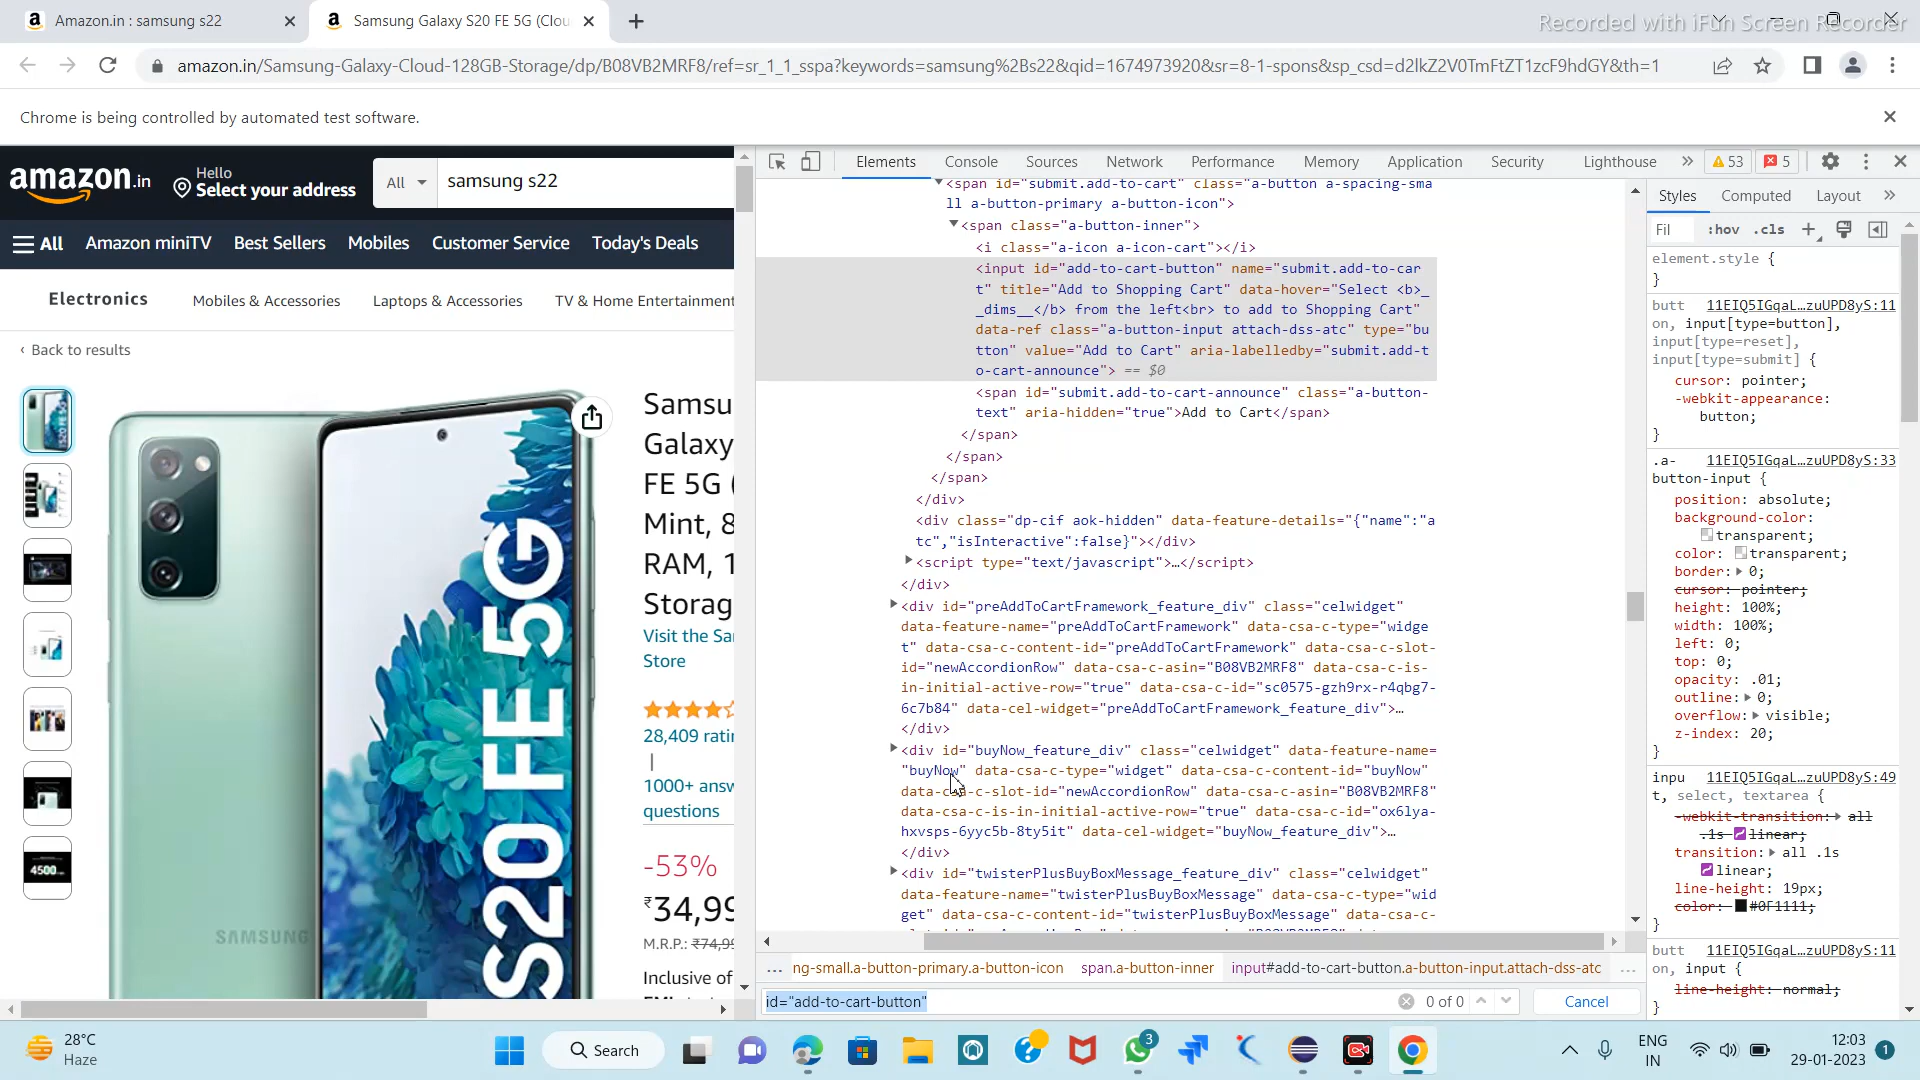 Amazon.in : samsung s22
Samsung Galaxy S20 FE 5G (Clou
Recorded with iFun Screen Recorder
amazon.in/Samsung-Galaxy-Cloud-128GB-Storage/dp/B08VB2MRF8/ref=sr_1_1_sspa?keywords=samsung%2Bs22&qid=1674973920&sr=8-1-spons&sp_csd=d2lkZ2V0TmFtZT1zcF9hdGY&th=1
Chrome is being controlled by automated test software.
amazon.in
Hello
Select your address
All
samsung s22
All
Amazon miniTV
Best Sellers
Mobiles
Customer Service
Today's Deals
Electronics
Mobiles & Accessories
Laptops & Accessories
TV & Home Entertainment
‹ Back to results
Samsu
Galaxy
FE 5G (
Mint, 8
RAM, 1
Storag
Visit the Sa
Store
28,409 ratin
|
1000+ answ
questions
-53%
₹34,99
M.R.P.: ₹74,99
Inclusive of
S20 FE 5G
SAMSUNG
4500
Elements
Console
Sources
Network
Performance
Memory
Application
Security
Lighthouse
53
5
<span id="submit.add-to-cart" class="a-button a-spacing-sma
ll a-button-primary a-button-icon">
<span class="a-button-inner">
<i class="a-icon a-icon-cart"></i>
<input id="add-to-cart-button" name="submit.add-to-car
t" title="Add to Shopping Cart" data-hover="Select <b>_
_dims__</b> from the left<br> to add to Shopping Cart"
data-ref class="a-button-input attach-dss-atc" type="bu
tton" value="Add to Cart" aria-labelledby="submit.add-t
o-cart-announce"> == $0
<span id="submit.add-to-cart-announce" class="a-button-
text" aria-hidden="true">Add to Cart</span>
</span>
</span>
</span>
</div>
<div class="dp-cif aok-hidden" data-feature-details="{"name":"a
tc","isInteractive":false}"></div>
<script type="text/javascript">…</script>
</div>
<div id="preAddToCartFramework_feature_div" class="celwidget"
data-feature-name="preAddToCartFramework" data-csa-c-type="widge
t" data-csa-c-content-id="preAddToCartFramework" data-csa-c-slot-
id="newAccordionRow" data-csa-c-asin="B08VB2MRF8" data-csa-c-is-
in-initial-active-row="true" data-csa-c-id="sc0575-gzh9rx-r4qbg7-
6c7b84" data-cel-widget="preAddToCartFramework_feature_div">…
</div>
<div id="buyNow_feature_div" class="celwidget" data-feature-name=
"buyNow" data-csa-c-type="widget" data-csa-c-content-id="buyNow"
data-csa-c-slot-id="newAccordionRow" data-csa-c-asin="B08VB2MRF8"
data-csa-c-is-in-initial-active-row="true" data-csa-c-id="ox6lya-
hxvsps-6yyc5b-8ty5it" data-cel-widget="buyNow_feature_div">…
</div>
<div id="twisterPlusBuyBoxMessage_feature_div" class="celwidget"
data-feature-name="twisterPlusBuyBoxMessage" data-csa-c-type="wid
get" data-csa-c-content-id="twisterPlusBuyBoxMessage" data-csa-c-
... ng-small.a-button-primary.a-button-icon span.a-button-inner input#add-to-cart-button.a-button-input.attach-dss-atc ...
id="add-to-cart-button"
0 of 0
Cancel
Styles
Computed
Layout
Fil
:hov .cls
element.style {
}
butt 11EIQ5IGqaL…zuUPD8yS:11
on, input[type=button],
input[type=reset],
input[type=submit] {
cursor: pointer;
-webkit-appearance:
button;
}
.a- 11EIQ5IGqaL…zuUPD8yS:33
button-input {
position: absolute;
background-color:
transparent;
color: transparent;
border: 0;
cursor: pointer;
height: 100%;
width: 100%;
left: 0;
top: 0;
opacity: .01;
outline: 0;
overflow: visible;
z-index: 20;
}
inpu 11EIQ5IGqaL…zuUPD8yS:49
t, select, textarea {
-webkit-transition: all
.1s linear;
transition: all .1s
linear;
line-height: 19px;
color: #0F1111;
}
butt 11EIQ5IGqaL…zuUPD8yS:11
on, input {
line-height: normal;
}
28°C
Haze
Search
3
ENG
IN
12:03
29-01-2023
1